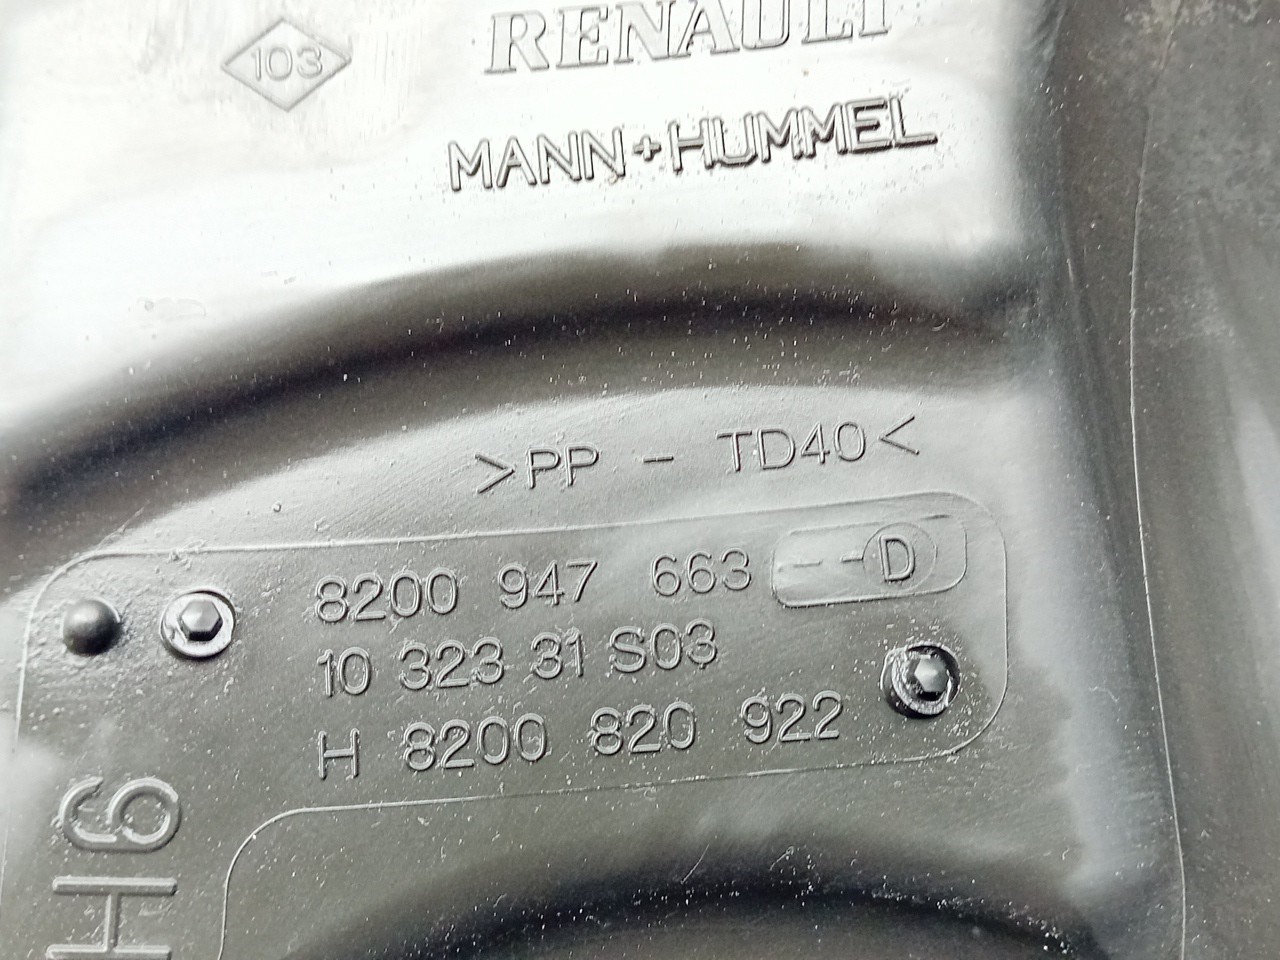 103
RENAULT
MANN+HUMMEL
>PP - TD40<
8200 947 663 --D
10 323 31 S03
H 8200 820 922
H6